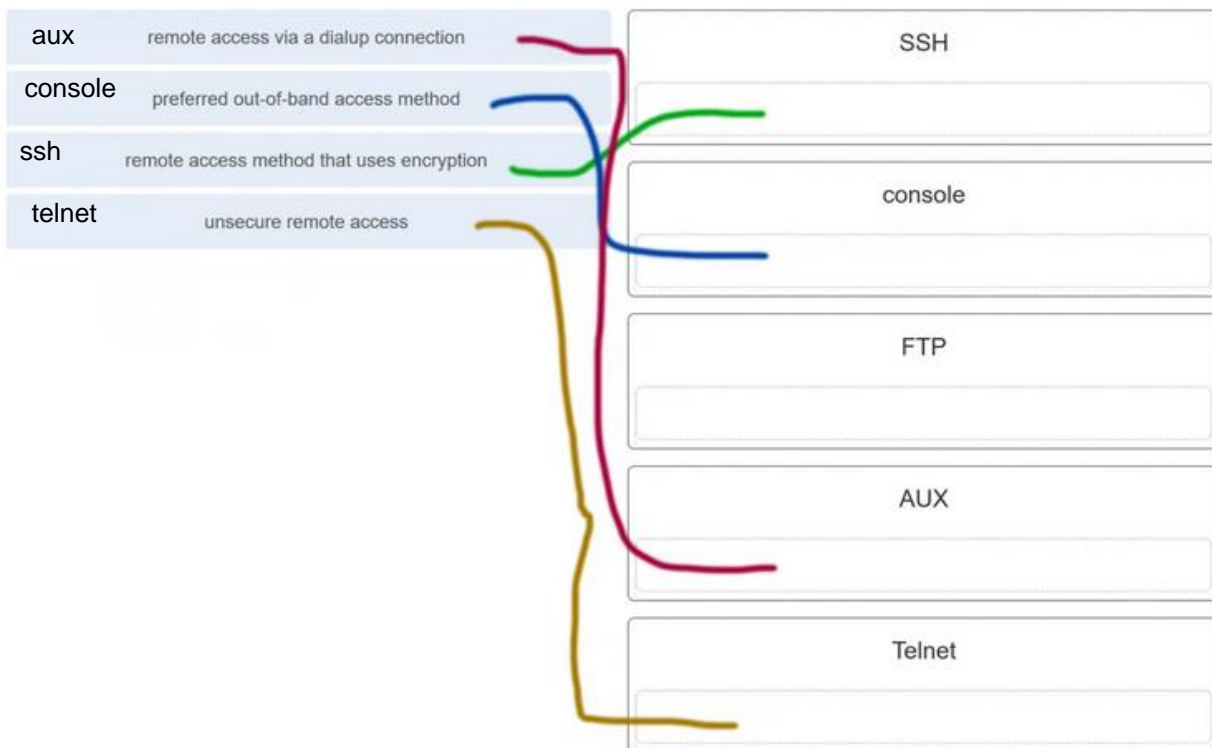 aux remote access via a dialup connection
console preferred out-of-band access method
ssh remote access method that uses encryption
telnet unsecure remote access
SSH
console
FTP
AUX
Telnet